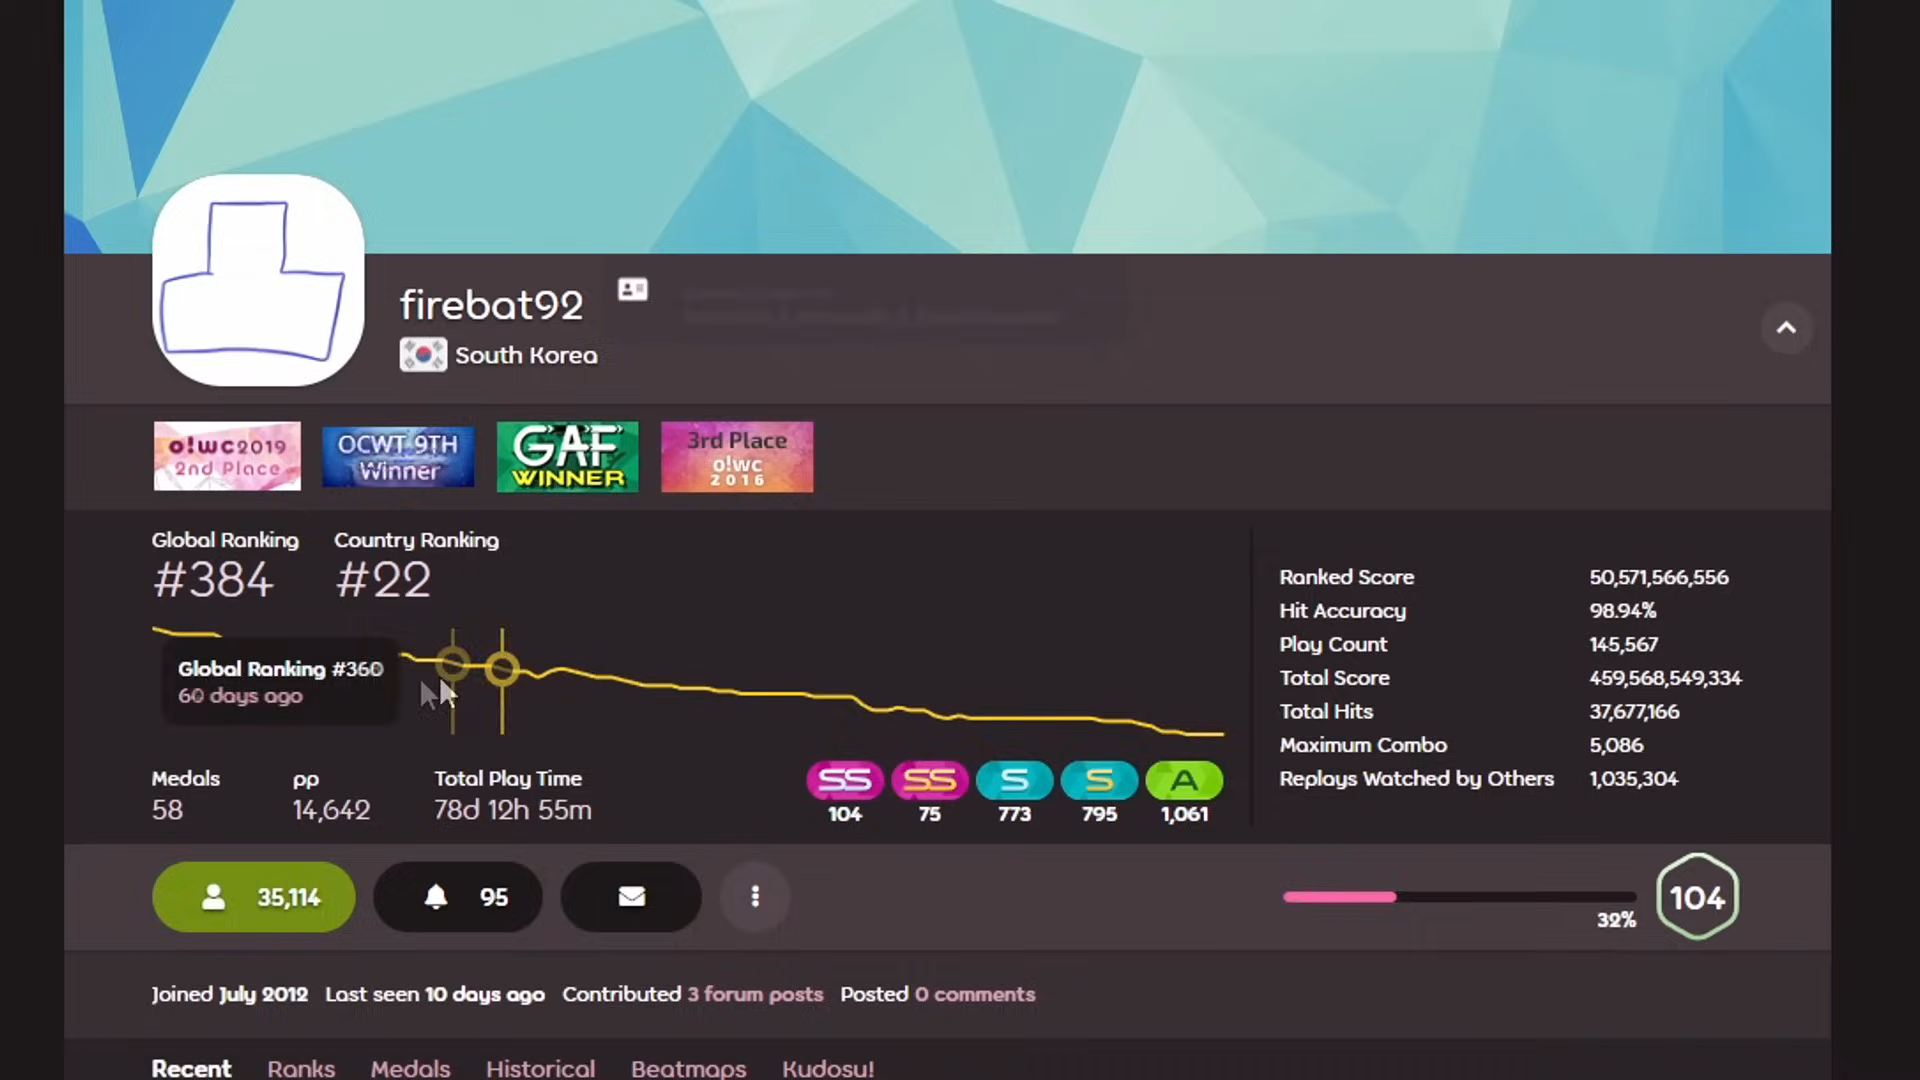 firebat92
South Korea
o!wc2019
2nd Place
OCWT 9TH
Winner
GAF
WINNER
3rd Place
o!wc
2016
Global Ranking
#384
Country Ranking
#22
Global Ranking #360
60 days ago
Medals
58
pp
14,642
Total Play Time
78d 12h 55m
SS
104
SS
75
S
773
S
795
A
1,061
Ranked Score 50,571,566,556
Hit Accuracy 98.94%
Play Count 145,567
Total Score 459,568,549,334
Total Hits 37,677,166
Maximum Combo 5,086
Replays Watched by Others 1,035,304
35,114
95
32%
104
Joined July 2012 Last seen 10 days ago Contributed 3 forum posts Posted 0 comments
Recent Ranks Medals Historical Beatmaps Kudosu!